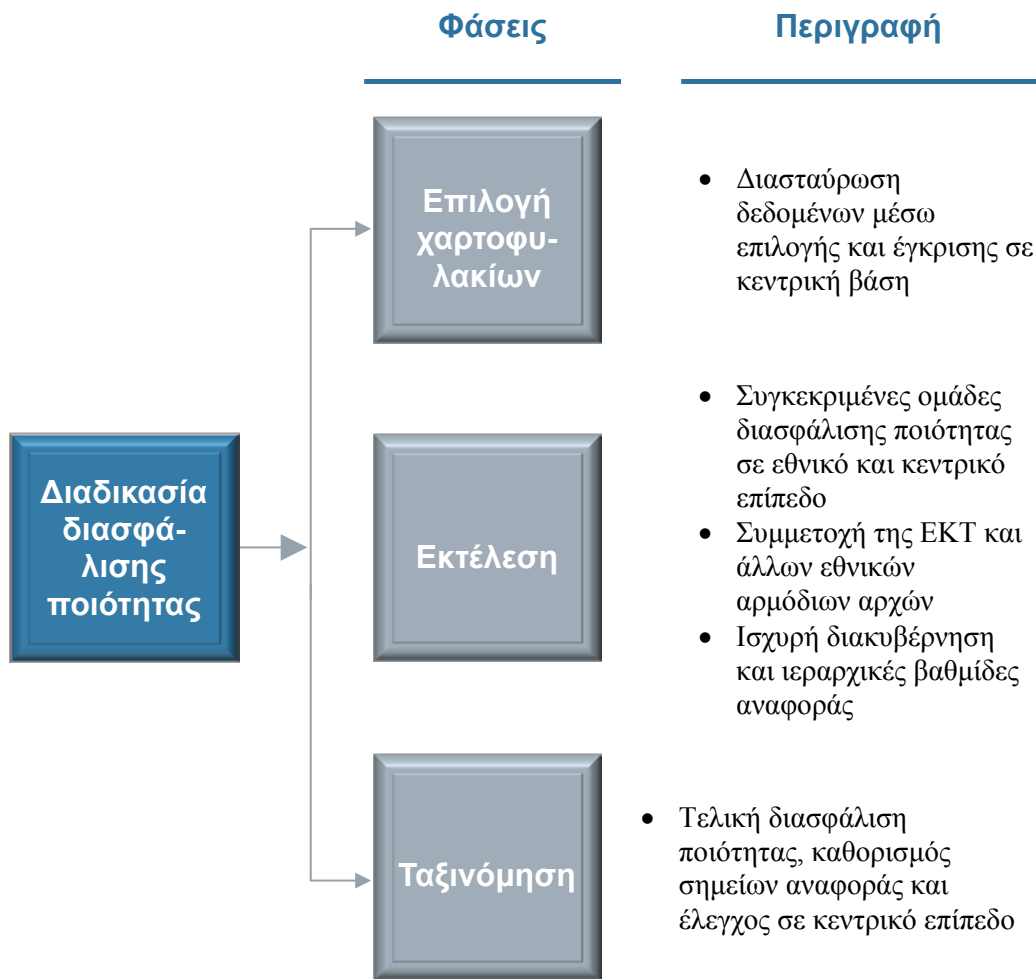 Φάσεις
Περιγραφή
Επιλογή
χαρτοφυ-
λακίων
• Διασταύρωση
δεδομένων μέσω
επιλογής και έγκρισης σε
κεντρική βάση
Διαδικασία
διασφά-
λισης
ποιότητας
Εκτέλεση
• Συγκεκριμένες ομάδες
διασφάλισης ποιότητας
σε εθνικό και κεντρικό
επίπεδο
• Συμμετοχή της ΕΚΤ και
άλλων εθνικών
αρμόδιων αρχών
• Ισχυρή διακυβέρνηση
και ιεραρχικές βαθμίδες
αναφοράς
Ταξινόμηση
• Τελική διασφάλιση
ποιότητας, καθορισμός
σημείων αναφοράς και
έλεγχος σε κεντρικό επίπεδο